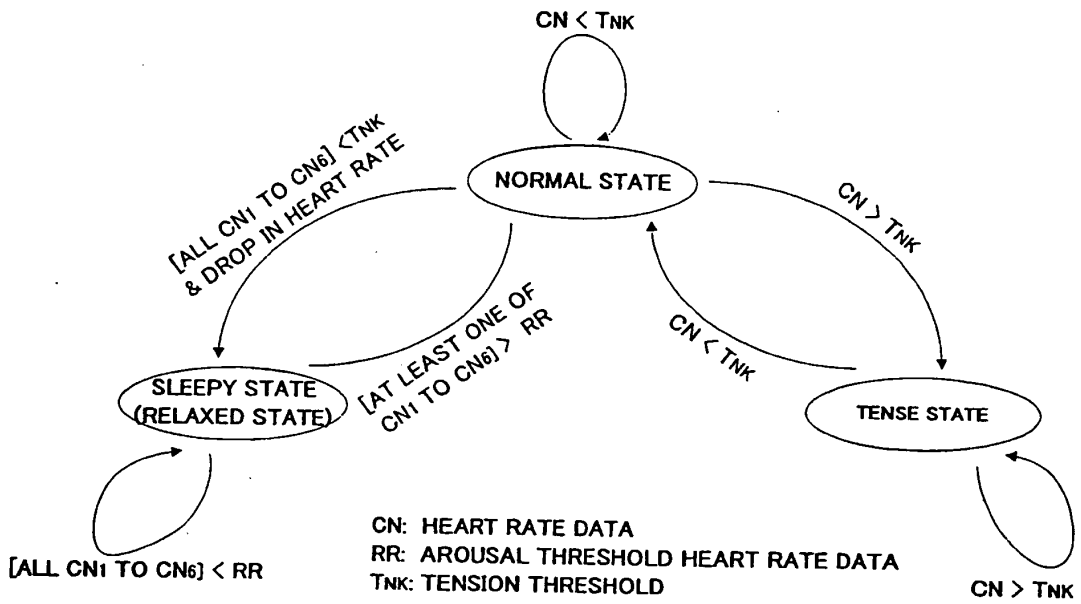 CN < TNK
NORMAL STATE
[ALL CN1 TO CN6] <TNK
& DROP IN HEART RATE
CN > TNK
[AT LEAST ONE OF
CN1 TO CN6] > RR
CN < TNK
SLEEPY STATE
(RELAXED STATE)
TENSE STATE
[ALL CN1 TO CN6] < RR
CN: HEART RATE DATA
RR: AROUSAL THRESHOLD HEART RATE DATA
TNK: TENSION THRESHOLD
CN > TNK